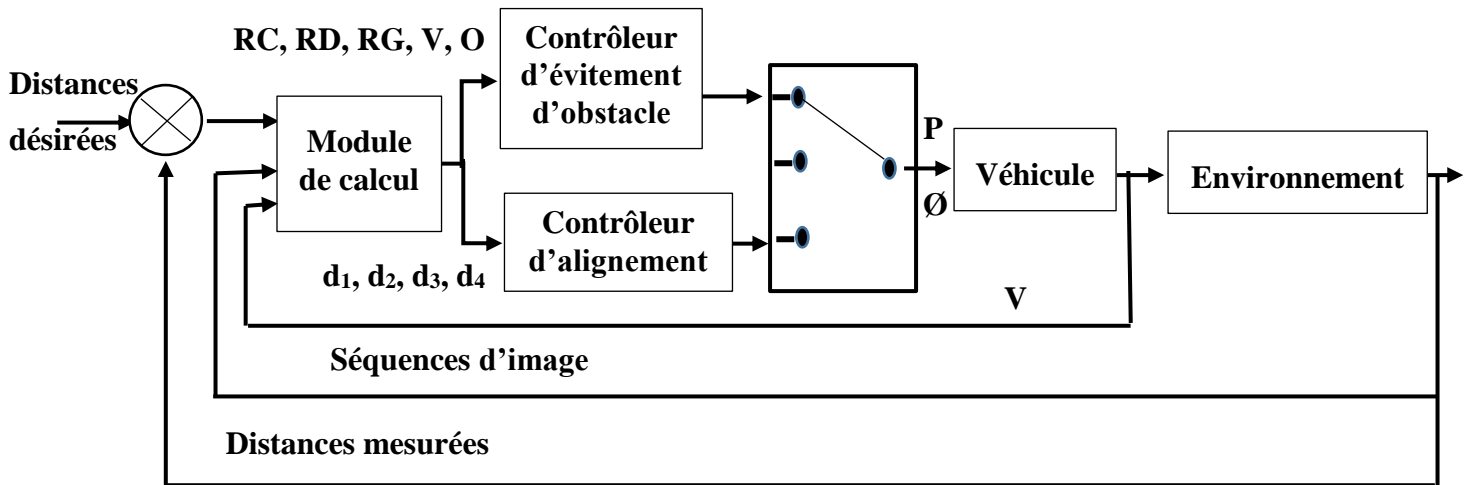 RC, RD, RG, V, O
Contrôleur
d’évitement
d’obstacle
Distances
désirées
Module
de calcul
P
Ø
Véhicule
Environnement
Contrôleur
d’alignement
d₁, d₂, d₃, d₄
V
Séquences d’image
Distances mesurées